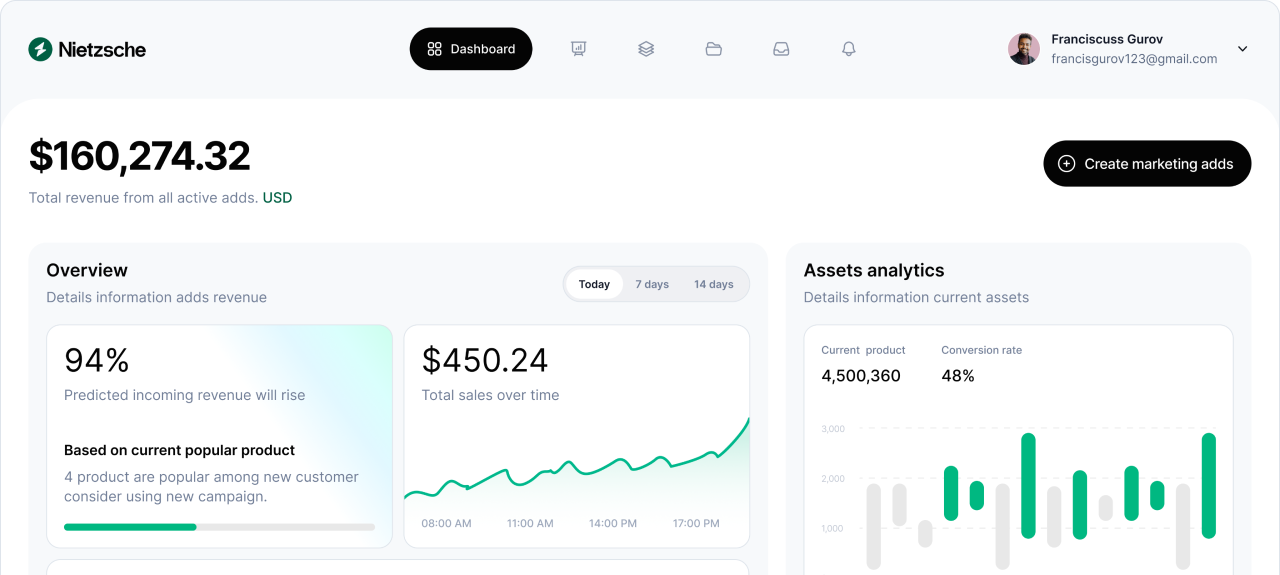 Nietzsche
Dashboard
Franciscuss Gurov
francisgurov123@gmail.com
$160,274.32
Total revenue from all active adds. USD
Create marketing adds
Overview
Details information adds revenue
Today
7 days
14 days
94%
Predicted incoming revenue will rise
Based on current popular product
4 product are popular among new customer
consider using new campaign.
$450.24
Total sales over time
08:00 AM
11:00 AM
14:00 PM
17:00 PM
Assets analytics
Details information current assets
Current product
4,500,360
Conversion rate
48%
3,000
2,000
1,000